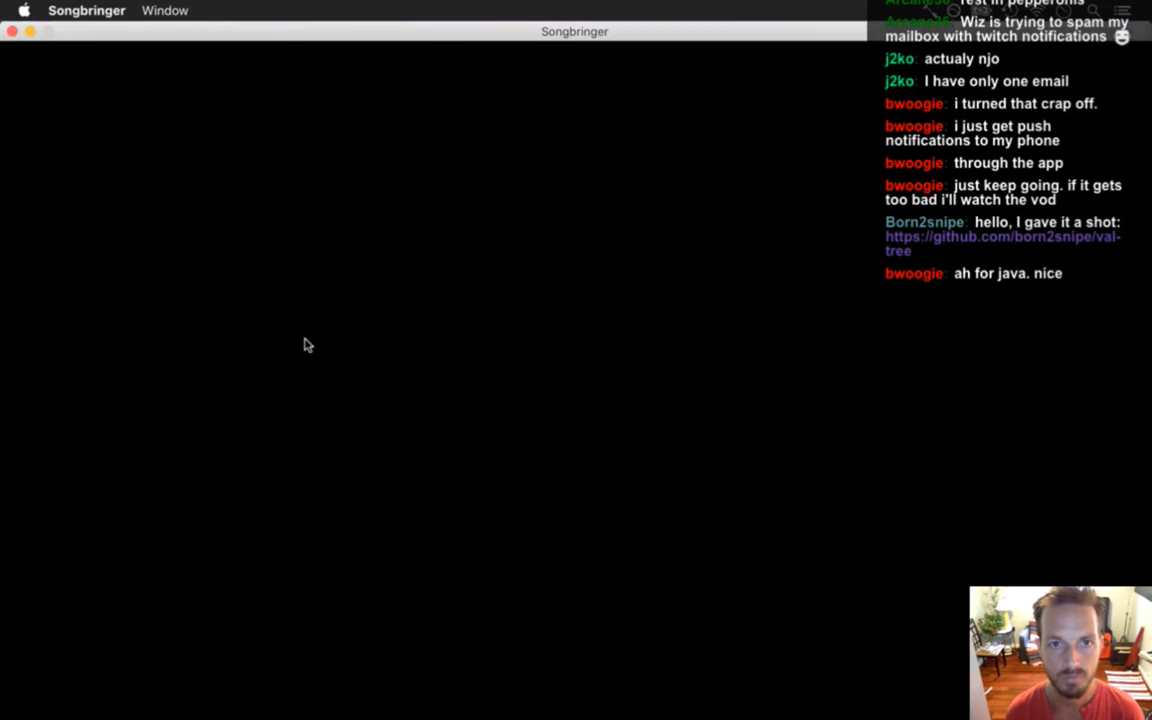 Songbringer Window
Songbringer
Wiz is trying to spam my
mailbox with twitch notifications
j2ko: actualy njo
j2ko: I have only one email
bwoogie: i turned that crap off.
bwoogie: i just get push
notifications to my phone
bwoogie: through the app
bwoogie: just keep going. if it gets
too bad i'll watch the vod
Born2snipe: hello, I gave it a shot:
https://github.com/born2snipe/val-
tree
bwoogie: ah for java. nice